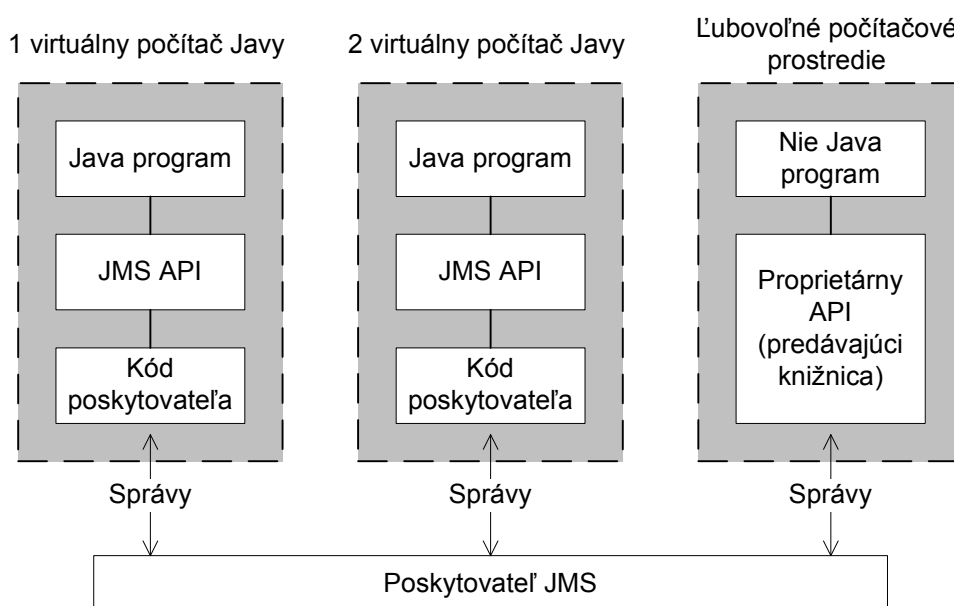 1 virtuálny počítač Javy
Java program
JMS API
Kód
poskytovateľa
Správy
2 virtuálny počítač Javy
Java program
JMS API
Kód
poskytovateľa
Správy
Ľubovoľné počítačové
prostredie
Nie Java
program
Proprietárny
API
(predávajúci
knižnica)
Správy
Poskytovateľ JMS